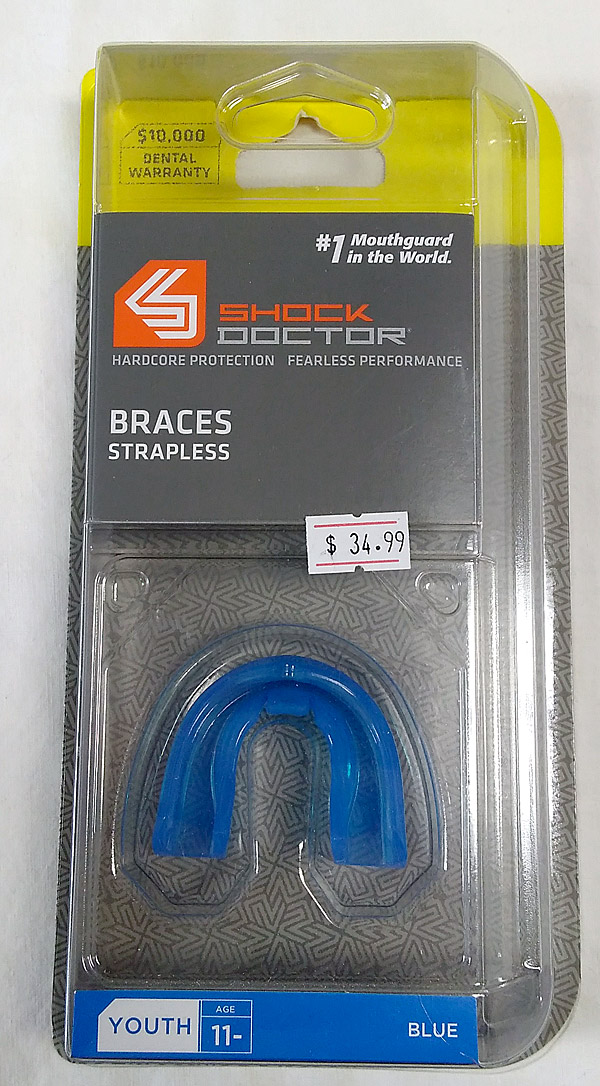 $10,000
DENTAL
WARRANTY
#1 Mouthguard
in the World.
SHOCK
DOCTOR
HARDCORE PROTECTION FEARLESS PERFORMANCE
BRACES
STRAPLESS
$ 34.99
YOUTH
AGE
11-
BLUE